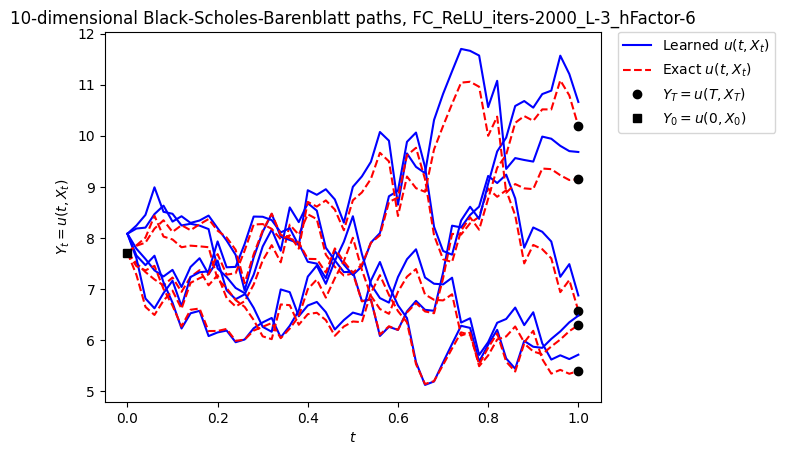 10-dimensional Black-Scholes-Barenblatt paths, FC_ReLU_iters-2000_L-3_hFactor-6
Learned u(t, X_t)
Exact u(t, X_t)
Y_T = u(T, X_T)
Y_0 = u(0, X_0)
Y_t = u(t, X_t)
12
11
10
9
8
7
6
5
0.0 0.2 0.4 0.6 0.8 1.0
t